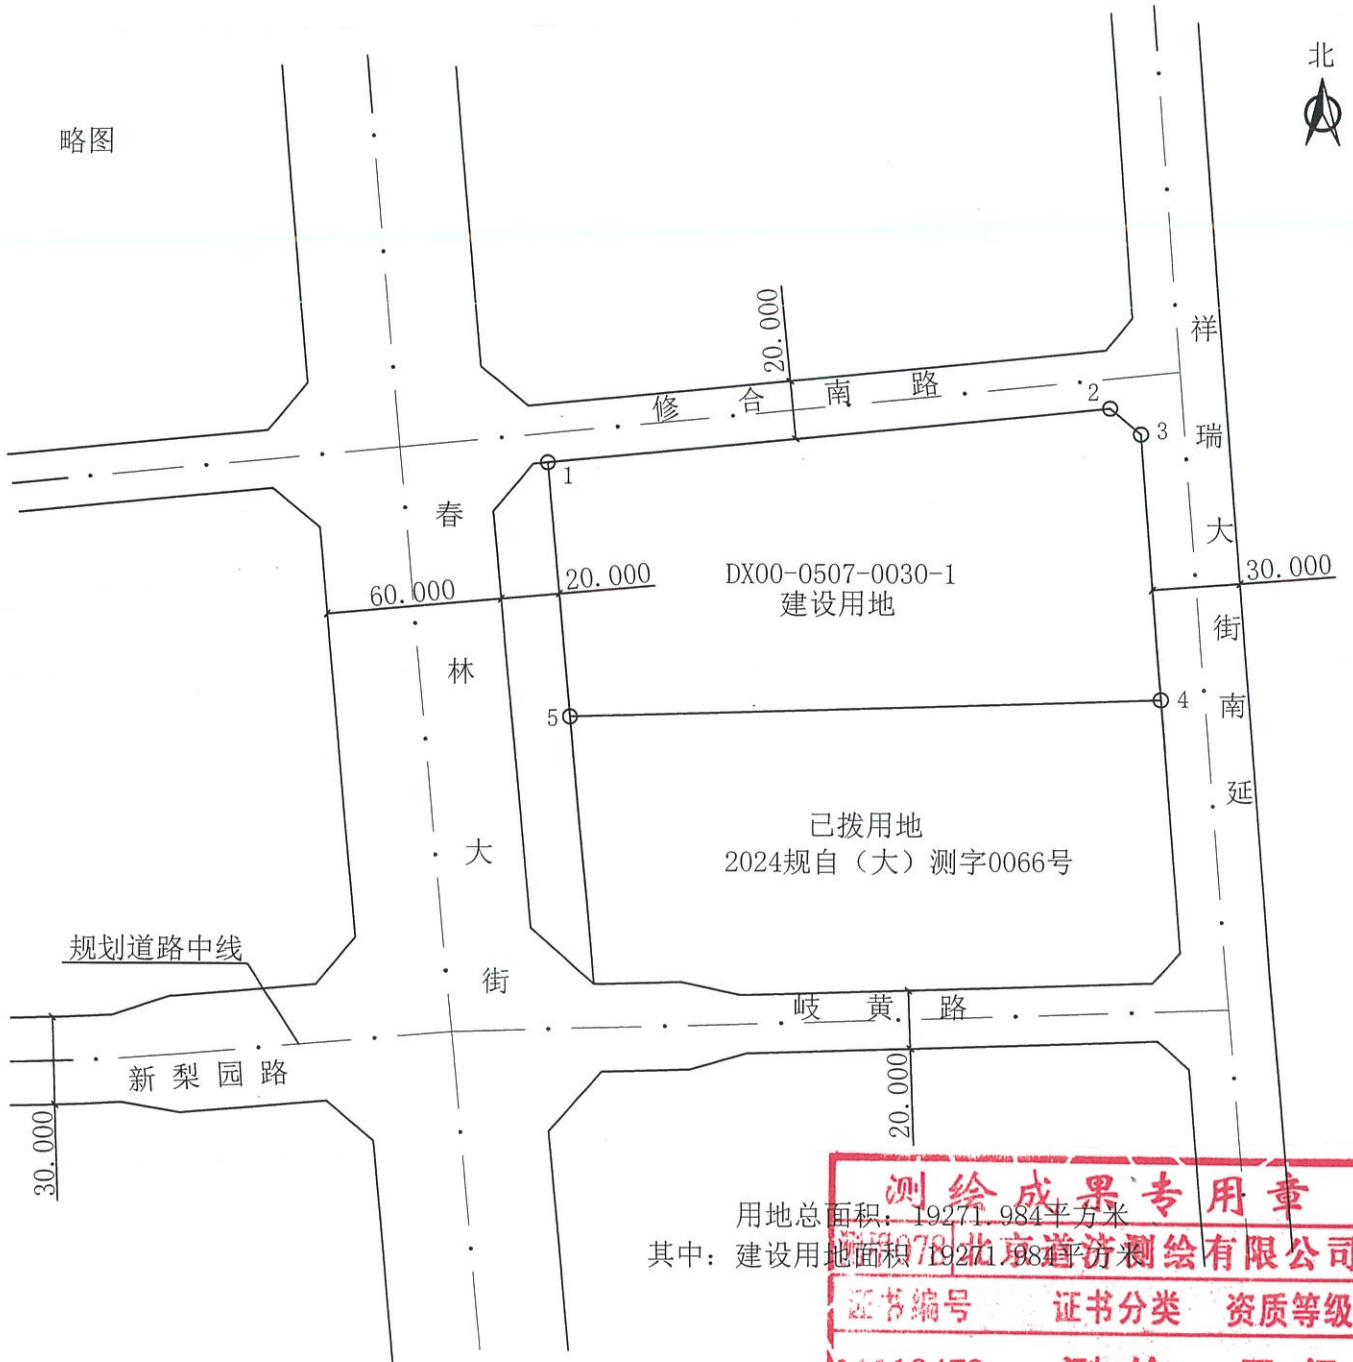 北
略图
20.000
修合南路
祥瑞大街南延
1
2
3
春林大街
60.000
20.000
DX00-0507-0030-1
建设用地
30.000
5
4
已拨用地
2024规自（大）测字0066号
规划道路中线
岐黄路
新梨园路
30.000
20.000
测绘成果专用章
用地总面积：19271.984平方米
北京道济测绘有限公司
其中：建设用地面积 19271.984平方米
证书编号 证书分类 资质等级